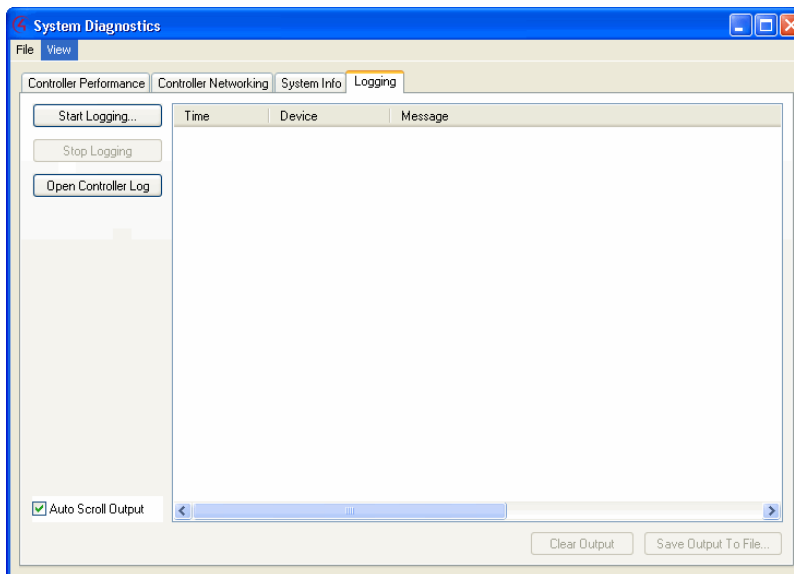 System Diagnostics
File View
Controller Performance Controller Networking System Info Logging
Start Logging... Time Device Message
Stop Logging
Open Controller Log
Auto Scroll Output
Clear Output Save Output To File...